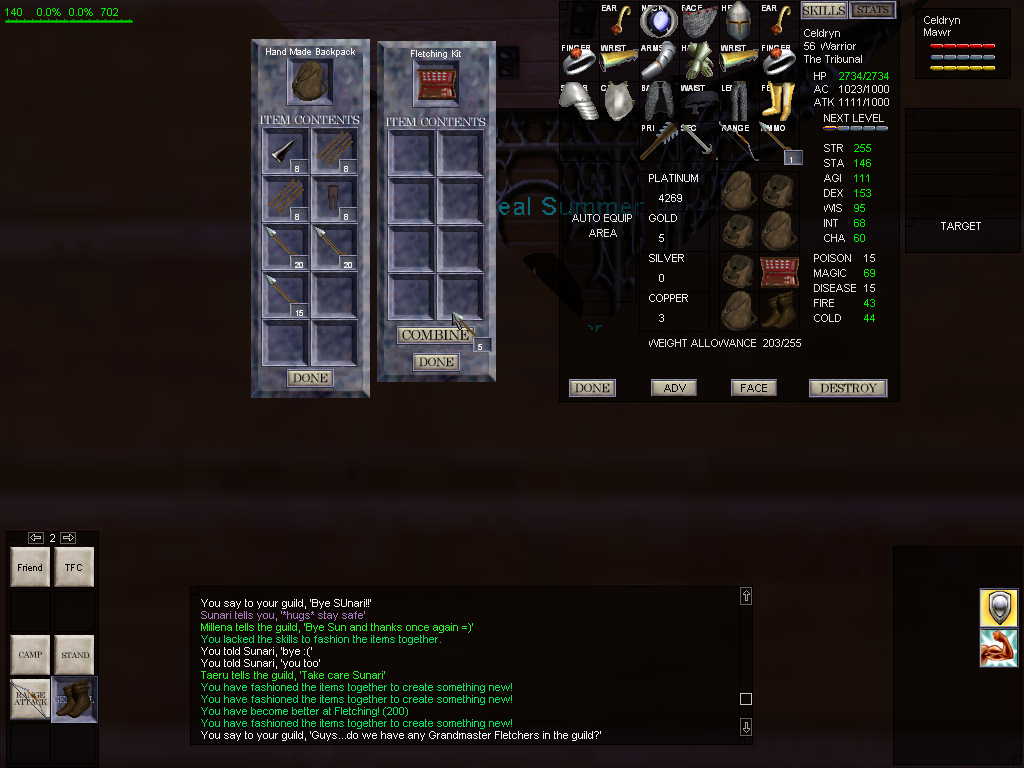 140 0.0% 0.0% 702
Hand Made Backpack
ITEM CONTENTS
8
8
8
8
20
20
15
DONE
Fletching Kit
ITEM CONTENTS
COMBINE
5
DONE
eal Summer
EAR NECK FACE EAR
FINGER WRIST ARMS WRIST FINGER
BACK WAIST
RANGE AMMO
1
AUTO EQUIP
AREA
PLATINUM
4269
GOLD
5
SILVER
0
COPPER
3
WEIGHT ALLOWANCE 203/255
DONE
ADV
FACE
DESTROY
SKILLS
STATS
Celdryn
56 Warrior
The Tribunal
HP 2734/2734
AC 1023/1000
ATK 1111/1000
NEXT LEVEL
STR 255
STA 146
AGI 111
DEX 153
WIS 95
INT 68
CHA 60
POISON 15
MAGIC 69
DISEASE 15
FIRE 43
COLD 44
Celdryn
Mawr
TARGET
2
Friend
TFC
CAMP
STAND
RANGE
ATTACK
You say to your guild, 'Bye SUnari!!'
Sunari tells you, '*hugs* stay safe'
Millena tells the guild, 'Bye Sun and thanks once again =)'
You lacked the skills to fashion the items together.
You told Sunari, 'bye :('
You told Sunari, 'you too'
Taeru tells the guild, 'Take care Sunari'
You have fashioned the items together to create something new!
You have fashioned the items together to create something new!
You have become better at Fletching! (200)
You have fashioned the items together to create something new!
You say to your guild, 'Guys...do we have any Grandmaster Fletchers in the guild?'